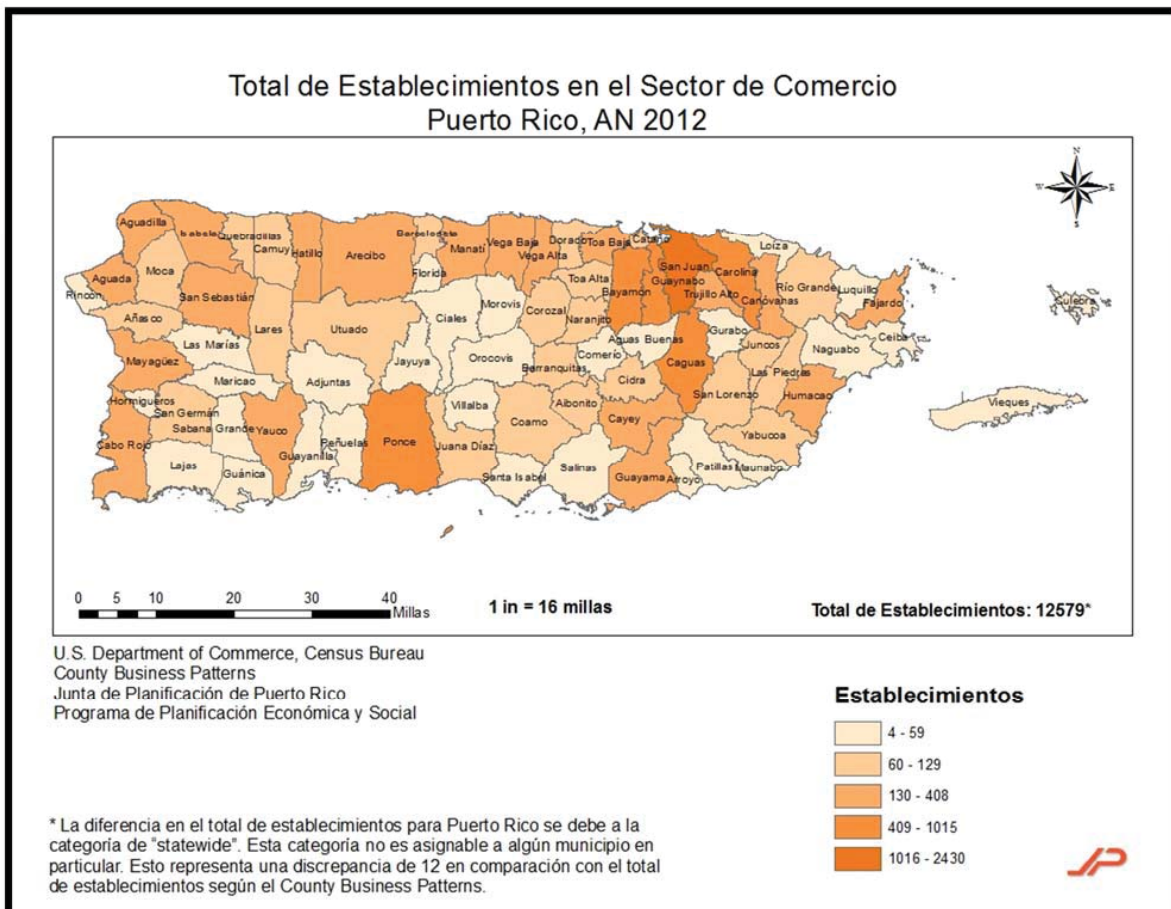 Total de Establecimientos en el Sector de Comercio
Puerto Rico, AN 2012
N
W
E
S
Aguadilla
Isabela
Quebradillas
Camuy
Hatillo
Arecibo
Barceloneta
Manatí
Vega Baja
Vega Alta
Dorado
Toa Baja
Cataño
San Juan
Loíza
Aguada
Moca
San Sebastián
Florida
Toa Alta
Bayamón
Guaynabo
Carolina
Trujillo Alto
Canóvanas
Río Grande
Luquillo
Fajardo
Culebra
Rincón
Añasco
Lares
Utuado
Ciales
Morovis
Corozal
Naranjito
Aguas Buenas
Gurabo
Juncos
Naguabo
Ceiba
Las Marías
Mayagüez
Maricao
Adjuntas
Jayuya
Orocovis
Barranquitas
Comerío
Cidra
Caguas
San Lorenzo
Las Piedras
Humacao
Vieques
Hormigueros
San Germán
Sabana Grande
Yauco
Guayanilla
Peñuelas
Ponce
Villalba
Juana Díaz
Coamo
Aibonito
Cayey
Yabucoa
Cabo Rojo
Lajas
Guánica
Santa Isabel
Salinas
Guayama
Arroyo
Patillas
Maunabo
0 5 10 20 30 40
Millas
1 in = 16 millas
Total de Establecimientos: 12579*
U.S. Department of Commerce, Census Bureau
County Business Patterns
Junta de Planificación de Puerto Rico
Programa de Planificación Económica y Social
Establecimientos
4 - 59
60 - 129
130 - 408
409 - 1015
1016 - 2430
* La diferencia en el total de establecimientos para Puerto Rico se debe a la
categoría de "statewide". Esta categoría no es asignable a algún municipio en
particular. Esto representa una discrepancia de 12 en comparación con el total
de establecimientos según el County Business Patterns.
JP